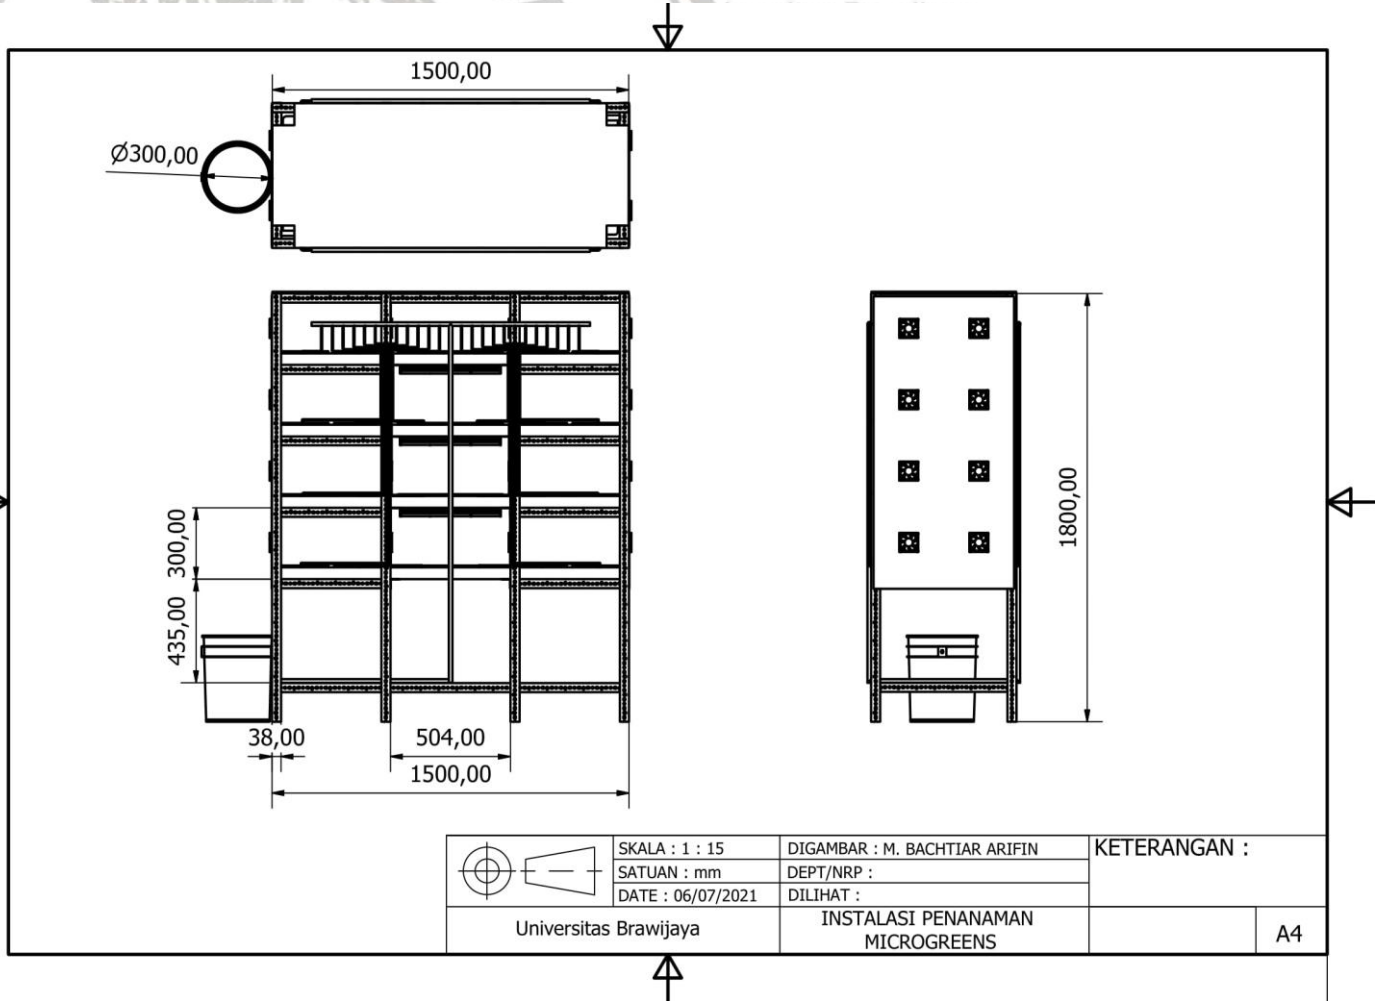 1500,00
Ø300,00
300,00
435,00
1800,00
38,00
504,00
1500,00
SKALA : 1 : 15
DIGAMBAR : M. BACHTIAR ARIFIN
KETERANGAN :
SATUAN : mm
DEPT/NRP :
DATE : 06/07/2021
DILIHAT :
Universitas Brawijaya
INSTALASI PENANAMAN
MICROGREENS
A4